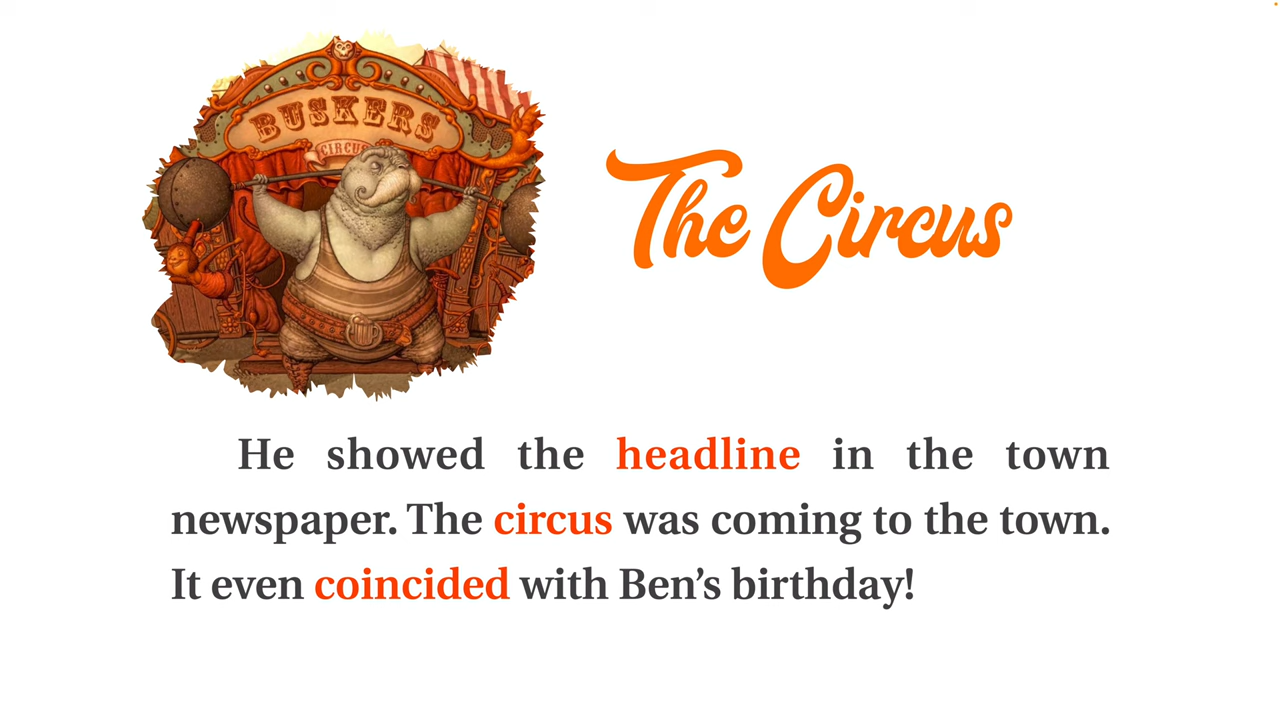 BUSKERS
CIRCUS
The Circus
He showed the headline in the town
newspaper. The circus was coming to the town.
It even coincided with Ben’s birthday!